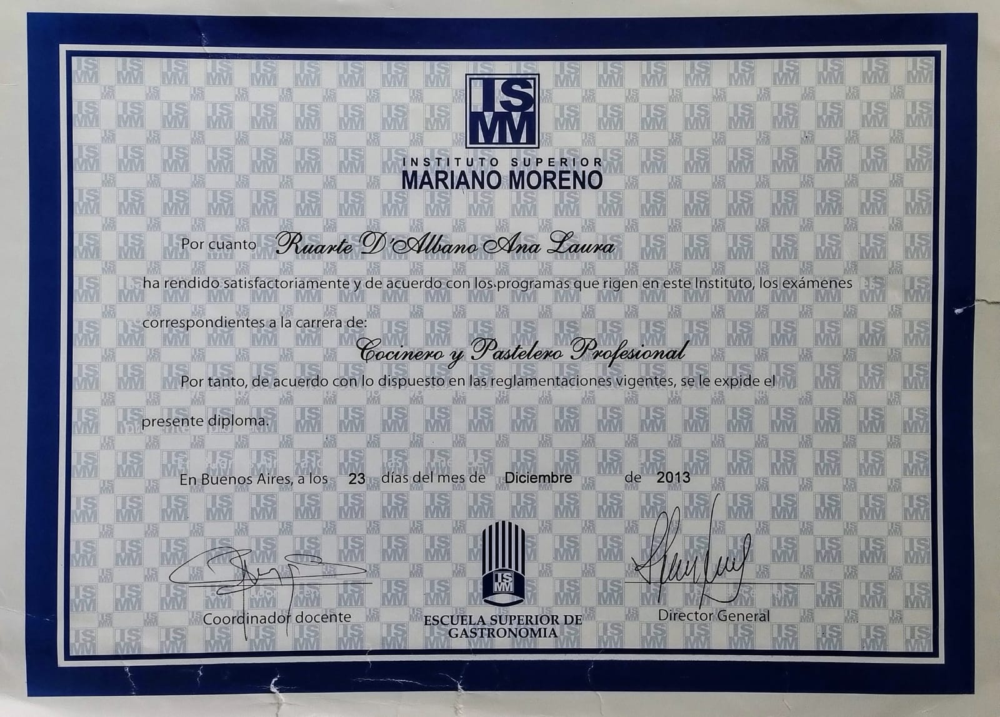 ISMM
INSTITUTO SUPERIOR
MARIANO MORENO
Por cuanto Ruarte D'Albano Ana Laura
ha rendido satisfactoriamente y de acuerdo con los programas que rigen en este Instituto, los exámenes
correspondientes a la carrera de:
Cocinero y Pastelero Profesional
Por tanto, de acuerdo con lo dispuesto en las reglamentaciones vigentes, se le expide el
presente diploma.
En Buenos Aires, a los 23 días del mes de Diciembre de 2013
Coordinador docente
ISMM
ESCUELA SUPERIOR DE
GASTRONOMIA
Director General